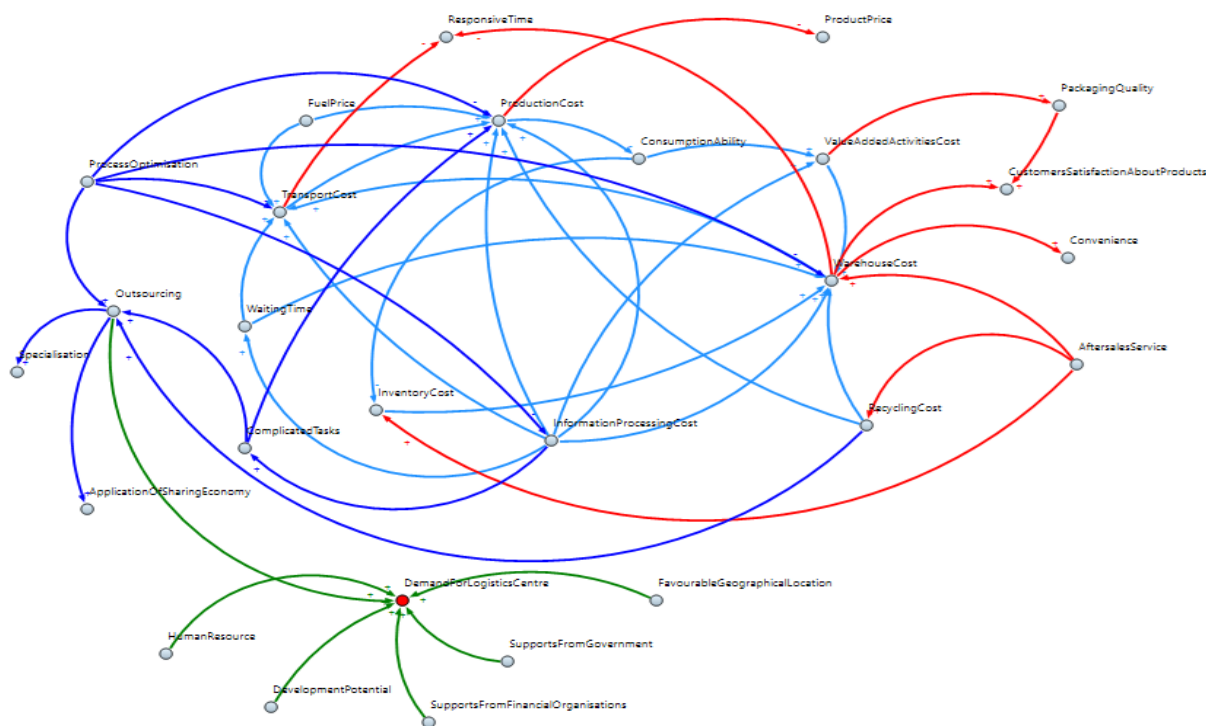 ResponsiveTime
ProductPrice
FuelPrice
ProductionCost
PackagingQuality
ConsumptionAbility
ValueAddedActivitiesCost
ProcessOptimisation
CustomersSatisfactionAboutProducts
TransportCost
Convenience
WarehouseCost
Outsourcing
WaitingTime
Specialisation
AftersalesService
InventoryCost
RecyclingCost
ComplicatedTasks
InformationProcessingCost
ApplicationOfSharingEconomy
DemandForLogisticsCentre
FavourableGeographicalLocation
HumanResource
SupportsFromGovernment
DevelopmentPotential
SupportsFromFinancialOrganisations